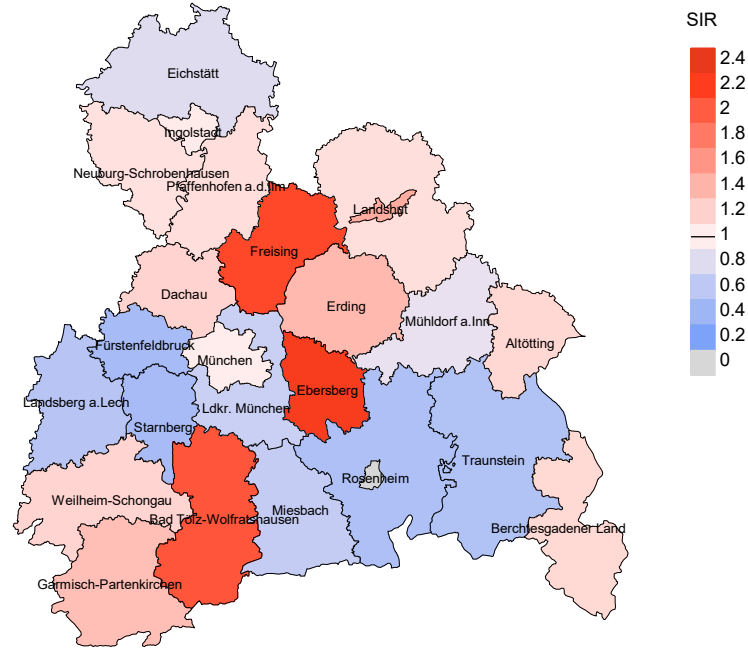 SIR
2.4
2.2
2
1.8
1.6
1.4
1.2
1
0.8
0.6
0.4
0.2
0
Eichstätt
Ingolstadt
Neuburg-Schrobenhausen
Pfaffenhofen a.d.Ilm
Landshut
Freising
Dachau
Erding
Mühldorf a.Inn
Altötting
Fürstenfeldbruck
München
Ebersberg
Landsberg a.Lech
Ldkr. München
Starnberg
Traunstein
Rosenheim
Weilheim-Schongau
Miesbach
Bad Tölz-Wolfratshausen
Berchtesgadener Land
Garmisch-Partenkirchen